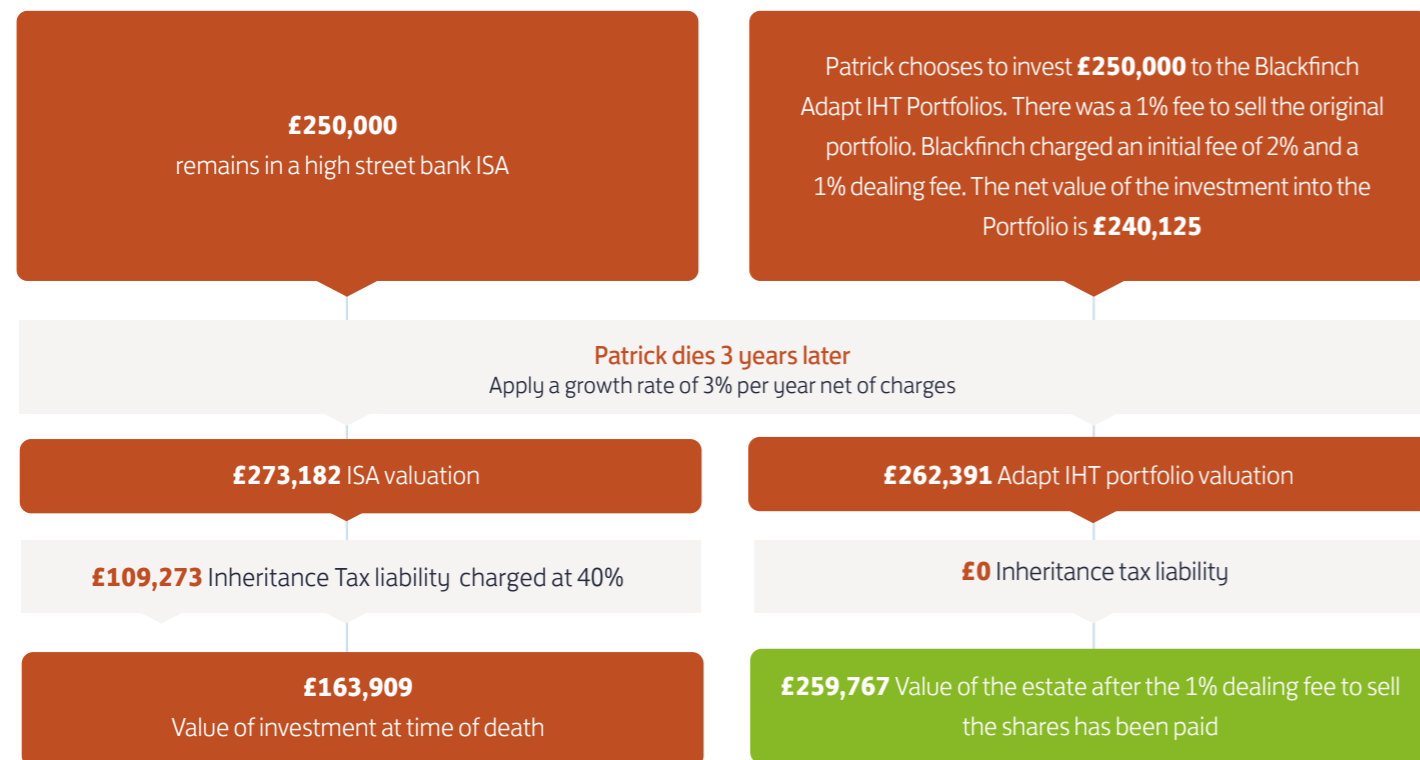 £250,000
remains in a high street bank ISA
Patrick chooses to invest £250,000 to the Blackfinch
Adapt IHT Portfolios. There was a 1% fee to sell the original
portfolio. Blackfinch charged an initial fee of 2% and a
1% dealing fee. The net value of the investment into the
Portfolio is £240,125
Patrick dies 3 years later
Apply a growth rate of 3% per year net of charges
£273,182 ISA valuation
£262,391 Adapt IHT portfolio valuation
£109,273 Inheritance Tax liability charged at 40%
£0 Inheritance tax liability
£163,909
Value of investment at time of death
£259,767 Value of the estate after the 1% dealing fee to sell
the shares has been paid